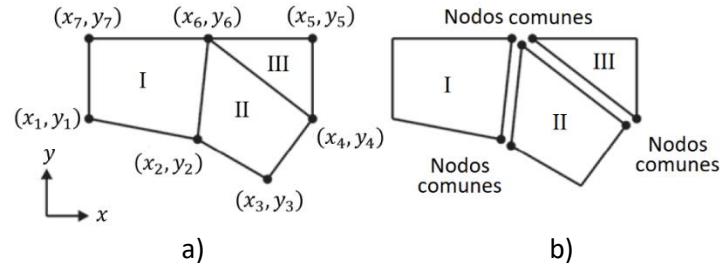 (x₇, y₇) (x₆, y₆) (x₅, y₅)
I
II
III
(x₁, y₁)
(x₂, y₂)
(x₄, y₄)
(x₃, y₃)
y
x
a)
Nodos comunes
I
II
III
Nodos
comunes
Nodos
comunes
b)